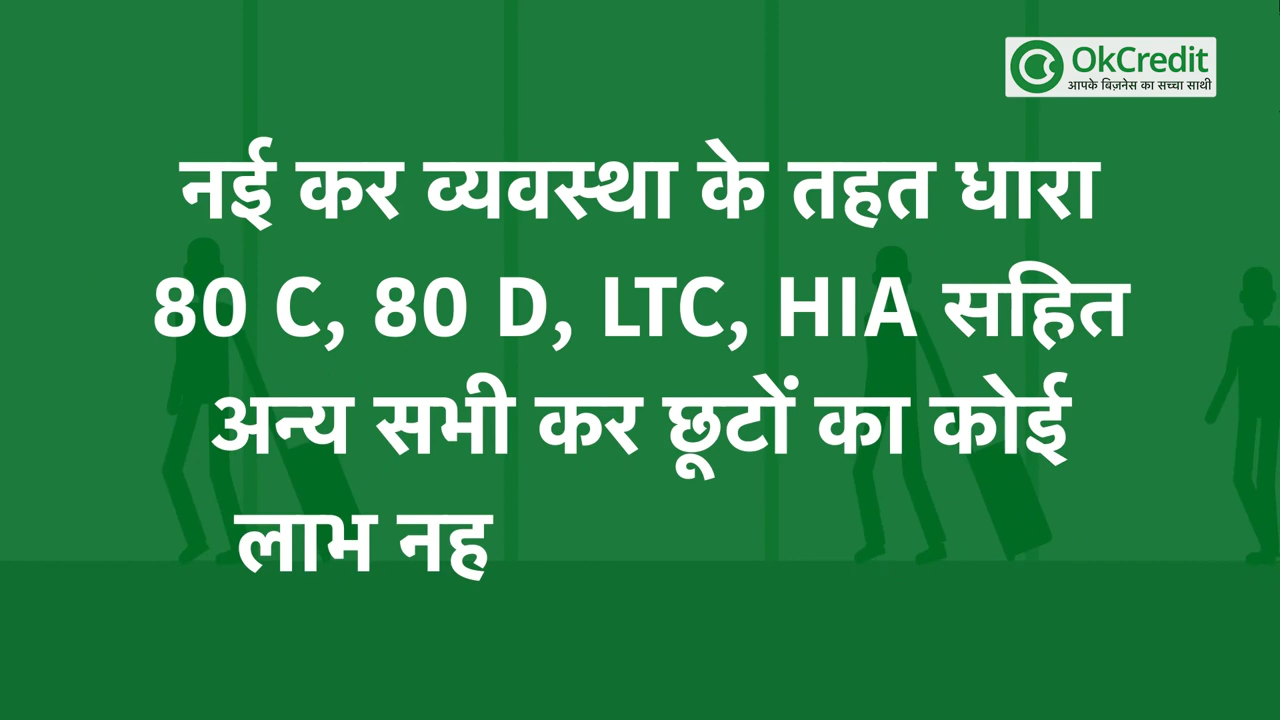 OkCredit
आपके बिज़नेस का सच्चा साथी
नई कर व्यवस्था के तहत धारा
80 C, 80 D, LTC, HIA सहित
अन्य सभी कर छूटों का कोई
लाभ नह